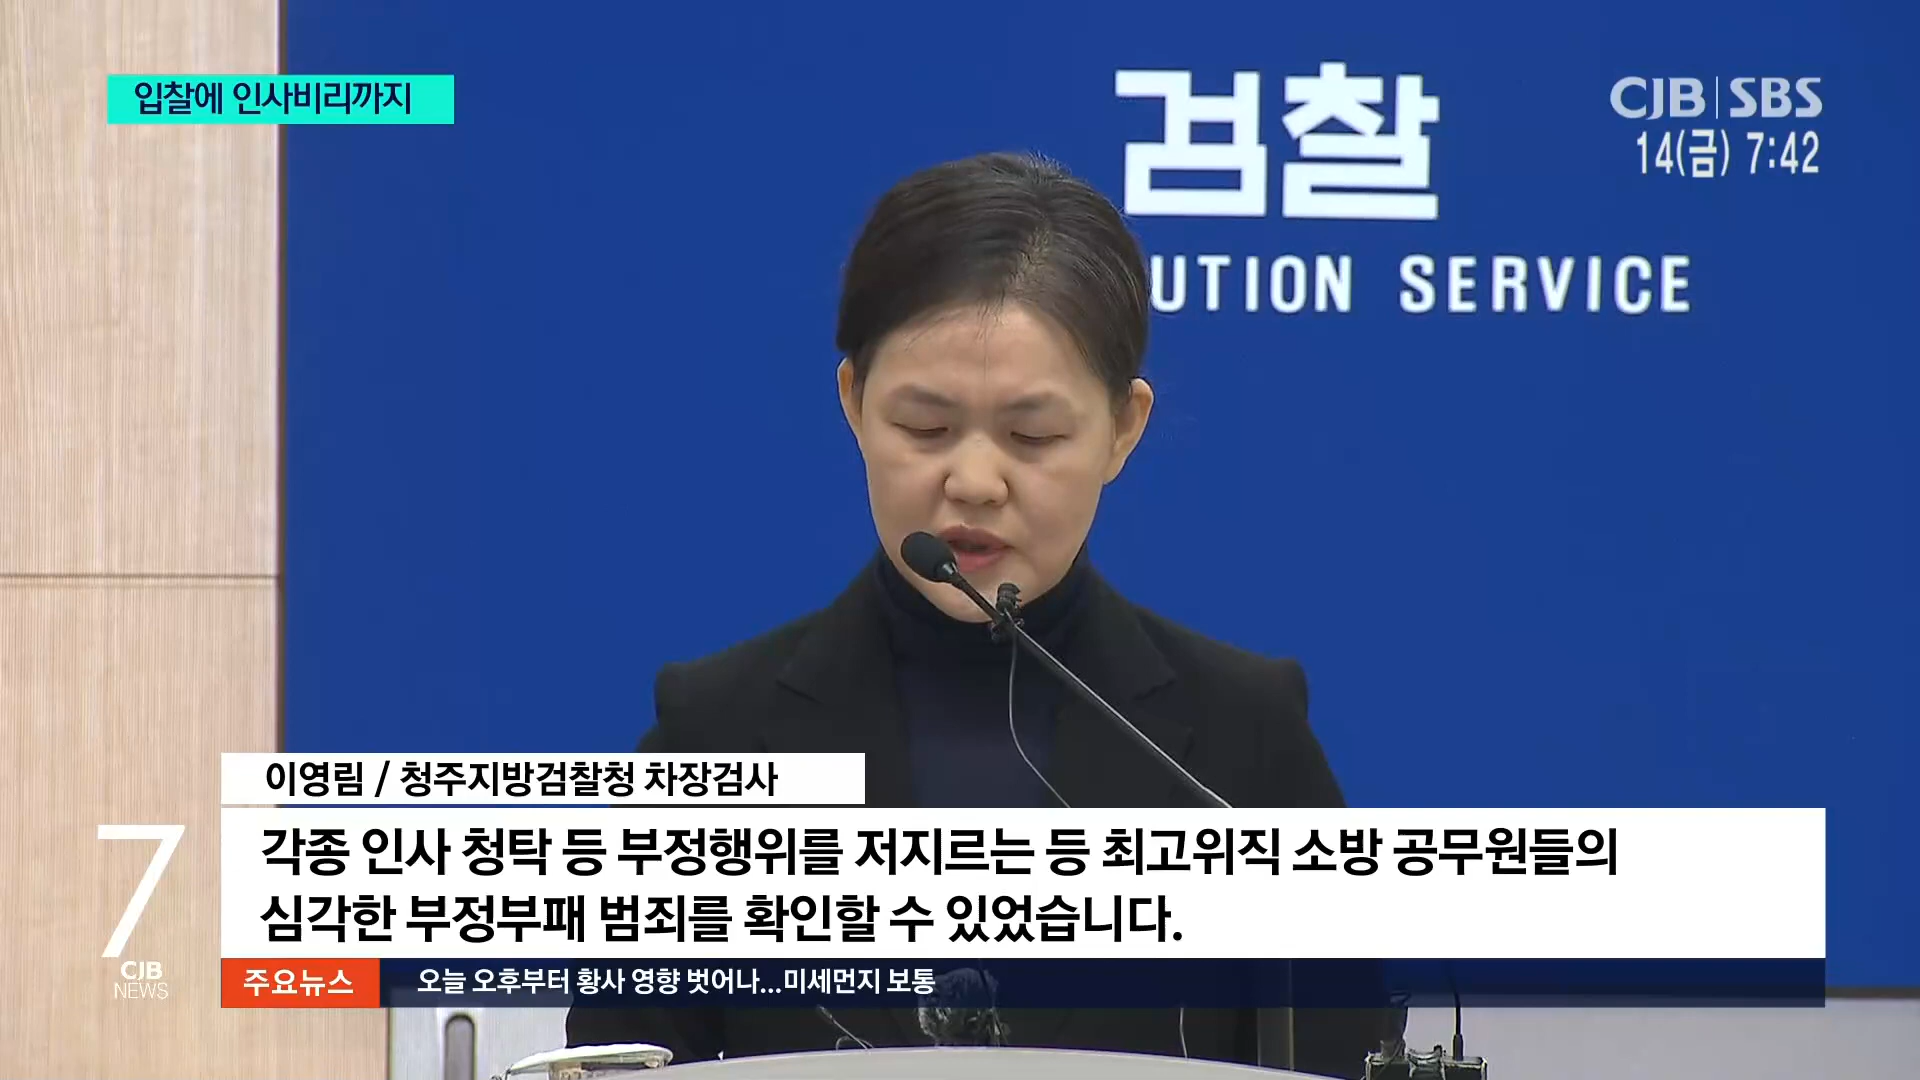 입찰에 인사비리까지
검찰
UTION SERVICE
CJB SBS
14(금) 7:42
이영림 / 청주지방검찰청 차장검사
각종 인사 청탁 등 부정행위를 저지르는 등 최고위직 소방 공무원들의
심각한 부정부패 범죄를 확인할 수 있었습니다.
7
CJB
NEWS
주요뉴스 오늘 오후부터 황사 영향 벗어나...미세먼지 보통